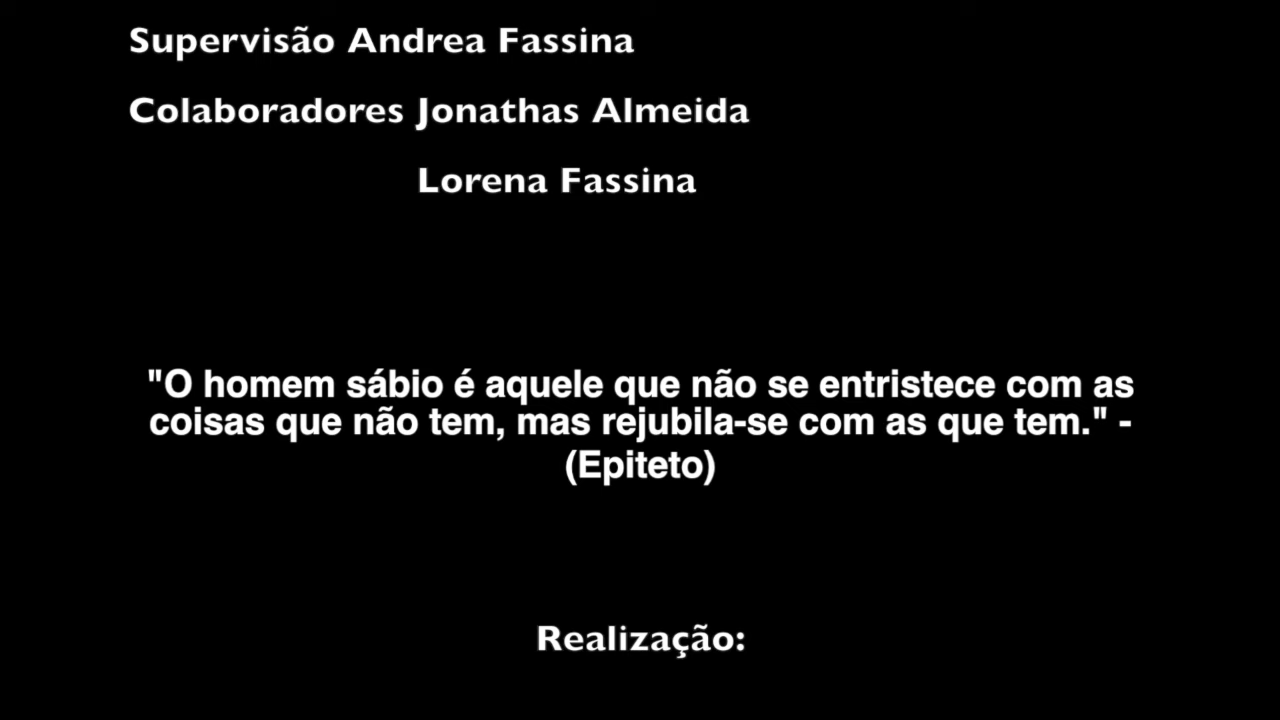 Supervisão Andrea Fassina
Colaboradores Jonathas Almeida
Lorena Fassina
"O homem sábio é aquele que não se entristece com as
coisas que não tem, mas rejubila-se com as que tem." -
(Epiteto)
Realização: